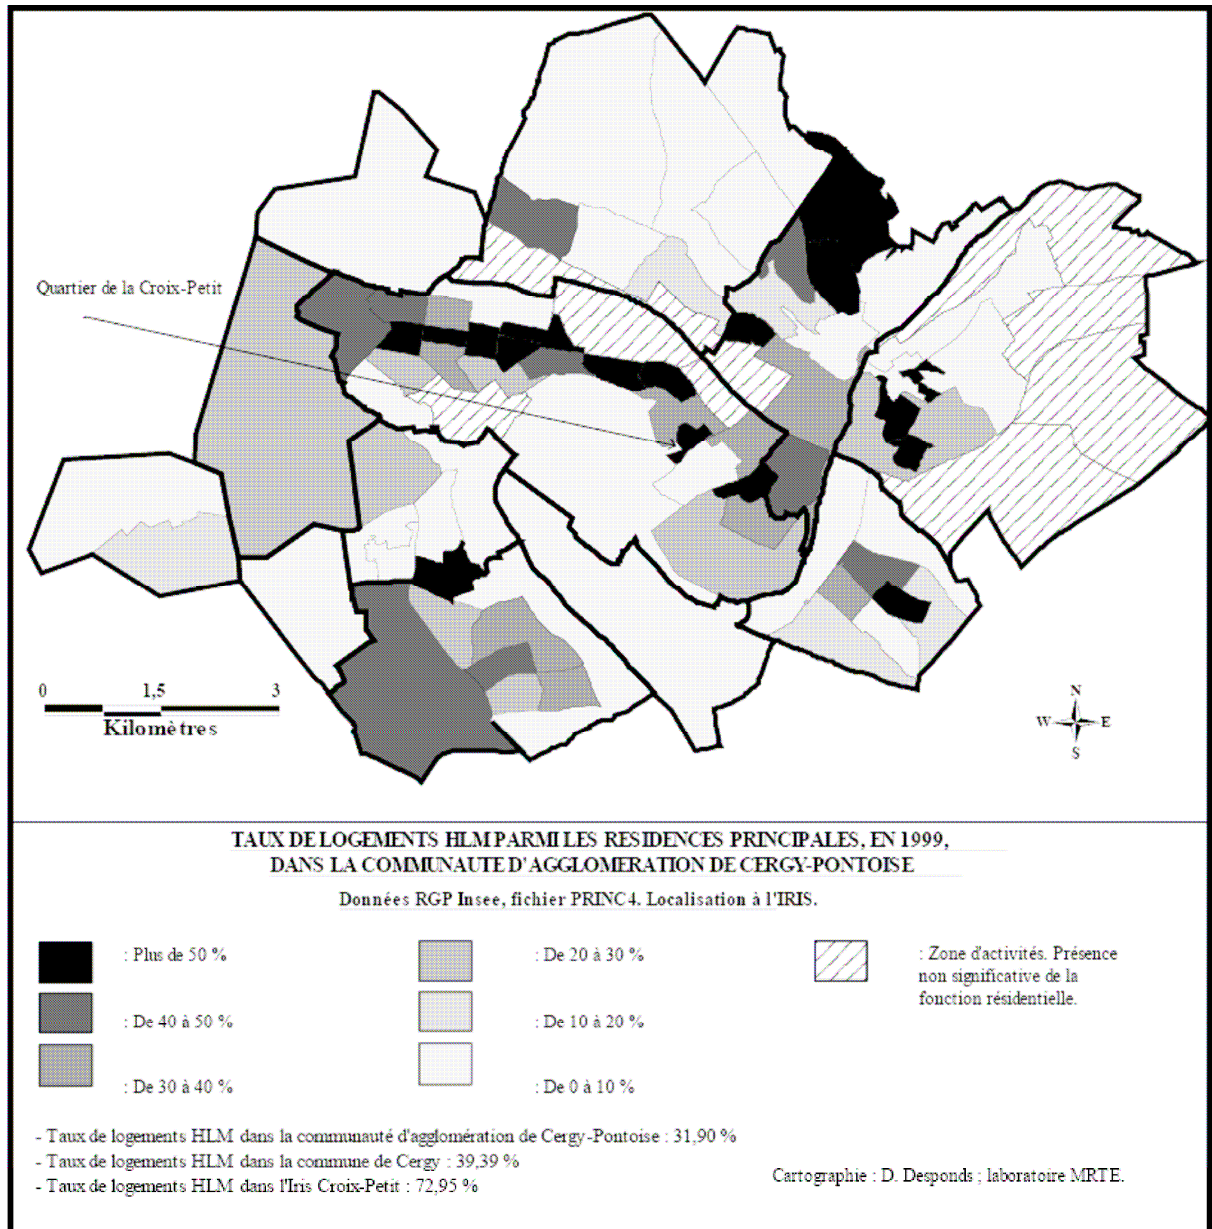 Quartier de la Croix-Petit
0 1,5 3
Kilomètres
N
W E
S
TAUX DE LOGEMENTS HLM PARMI LES RESIDENCES PRINCIPALES, EN 1999,
DANS LA COMMUNAUTE D'AGGLOMERATION DE CERGY-PONTOISE
Données RGP Insee, fichier PRINC4. Localisation à l'IRIS.
: Plus de 50 %
: De 40 à 50 %
: De 30 à 40 %
: De 20 à 30 %
: De 10 à 20 %
: De 0 à 10 %
: Zone d'activités. Présence
non significative de la
fonction résidentielle.
- Taux de logements HLM dans la communauté d'agglomération de Cergy-Pontoise : 31,90 %
- Taux de logements HLM dans la commune de Cergy : 39,39 %
- Taux de logements HLM dans l'Iris Croix-Petit : 72,95 %
Cartographie : D. Desponds ; laboratoire MRTE.